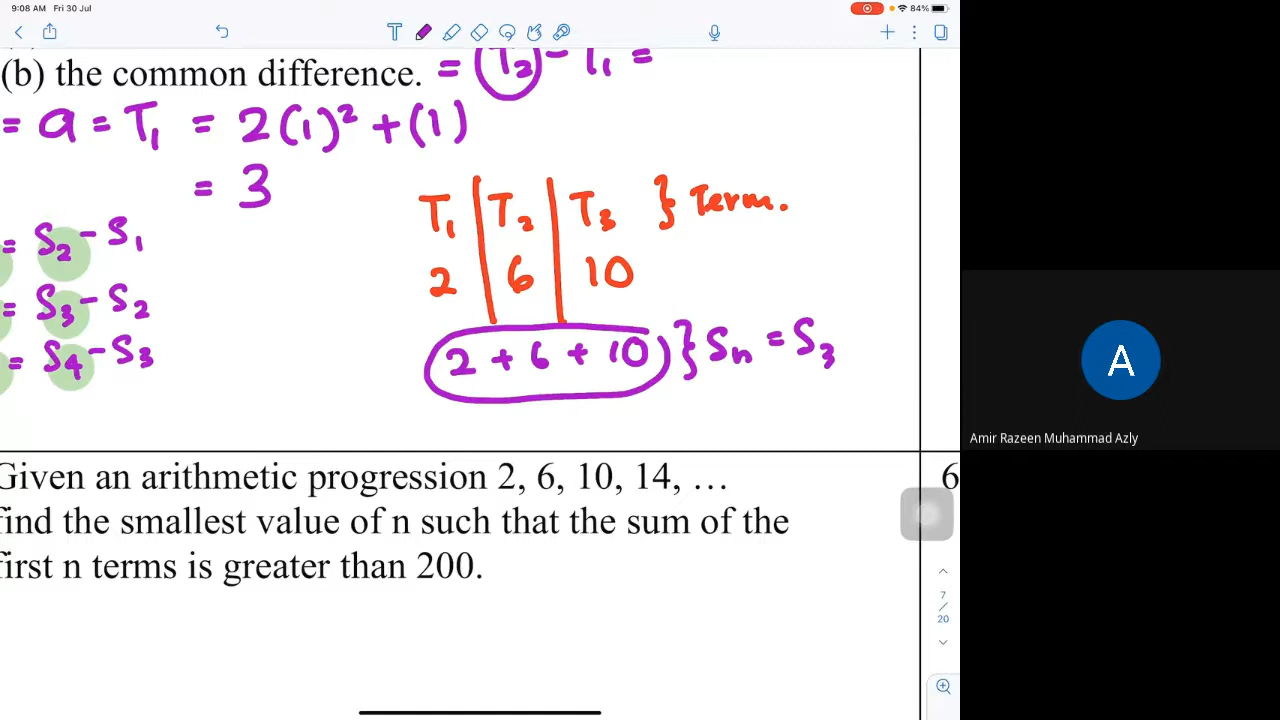 9:08 AM Fri 30 Jul
84%
(b) the common difference. = T₂ - T₁ =
= a = T₁ = 2(1)² + (1)
= 3
T₁ T₂ T₃ } Term.
2 6 10
= S₂ - S₁
= S₃ - S₂
= S₄ - S₃
2 + 6 + 10 } Sₙ = S₃
Given an arithmetic progression 2, 6, 10, 14, …
find the smallest value of n such that the sum of the
first n terms is greater than 200.
6
7
/
20
A
Amir Razeen Muhammad Azly